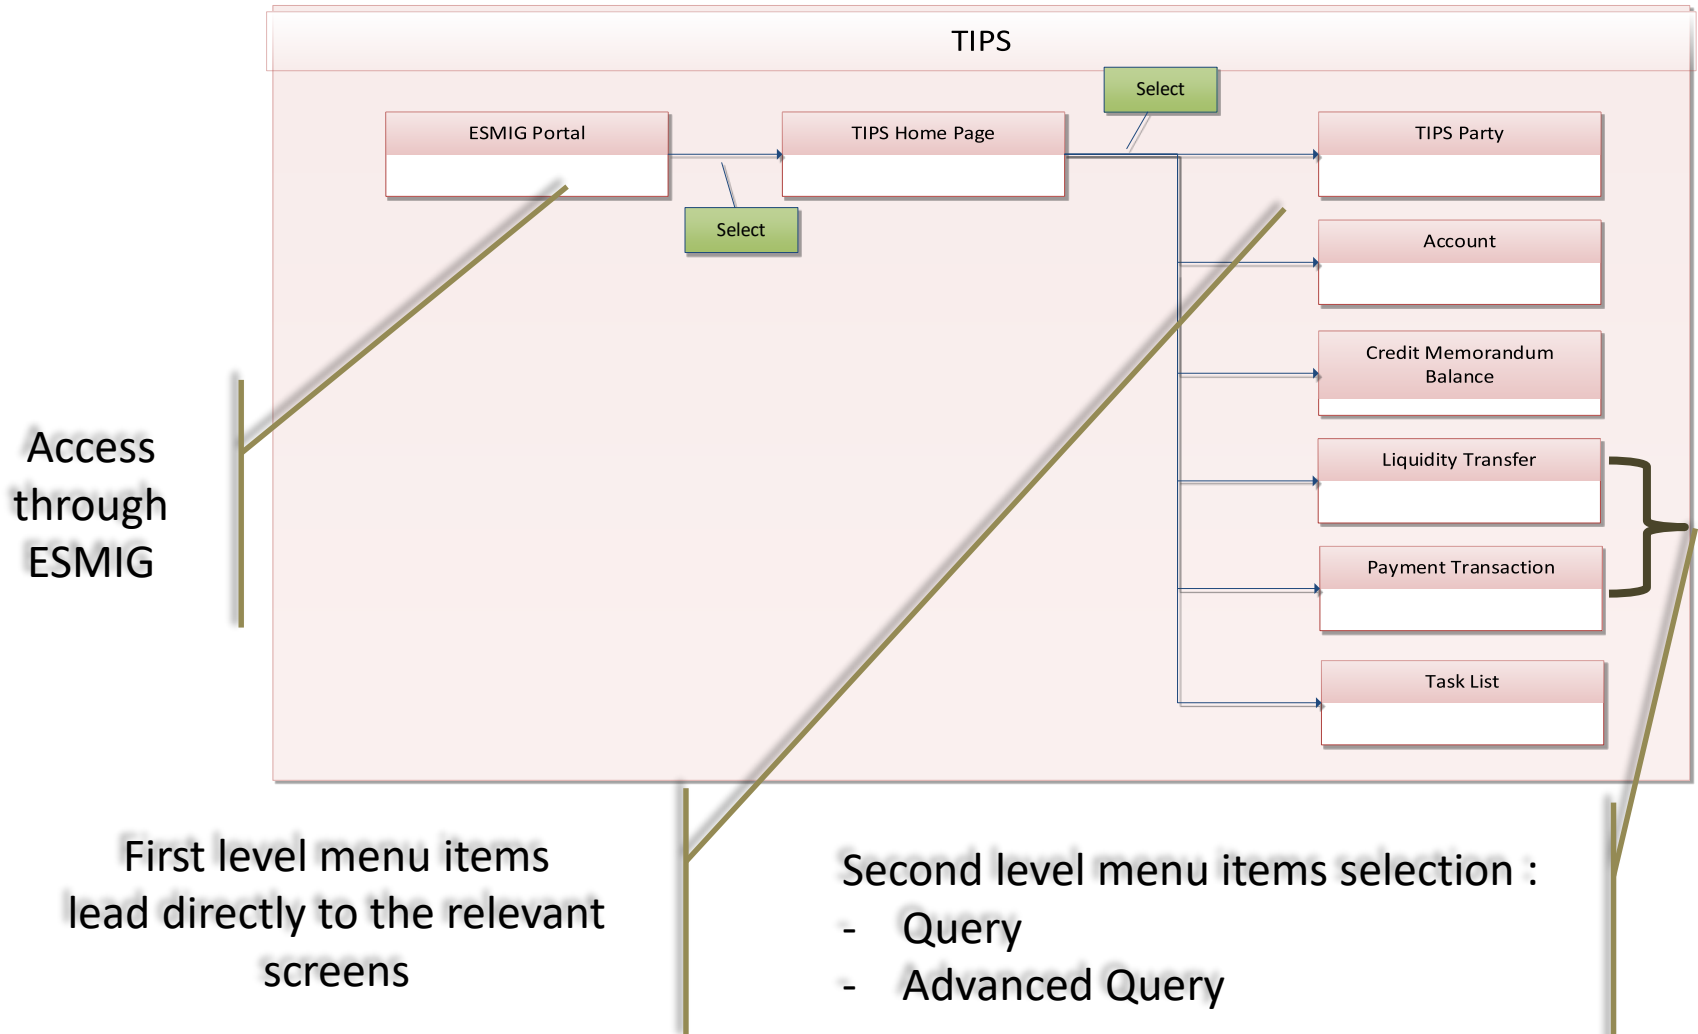 TIPS
Select
ESMIG Portal
TIPS Home Page
TIPS Party
Select
Account
Credit Memorandum
Balance
Liquidity Transfer
Payment Transaction
Task List
Access
through
ESMIG
First level menu items
lead directly to the relevant
screens
Second level menu items selection :
- Query
- Advanced Query